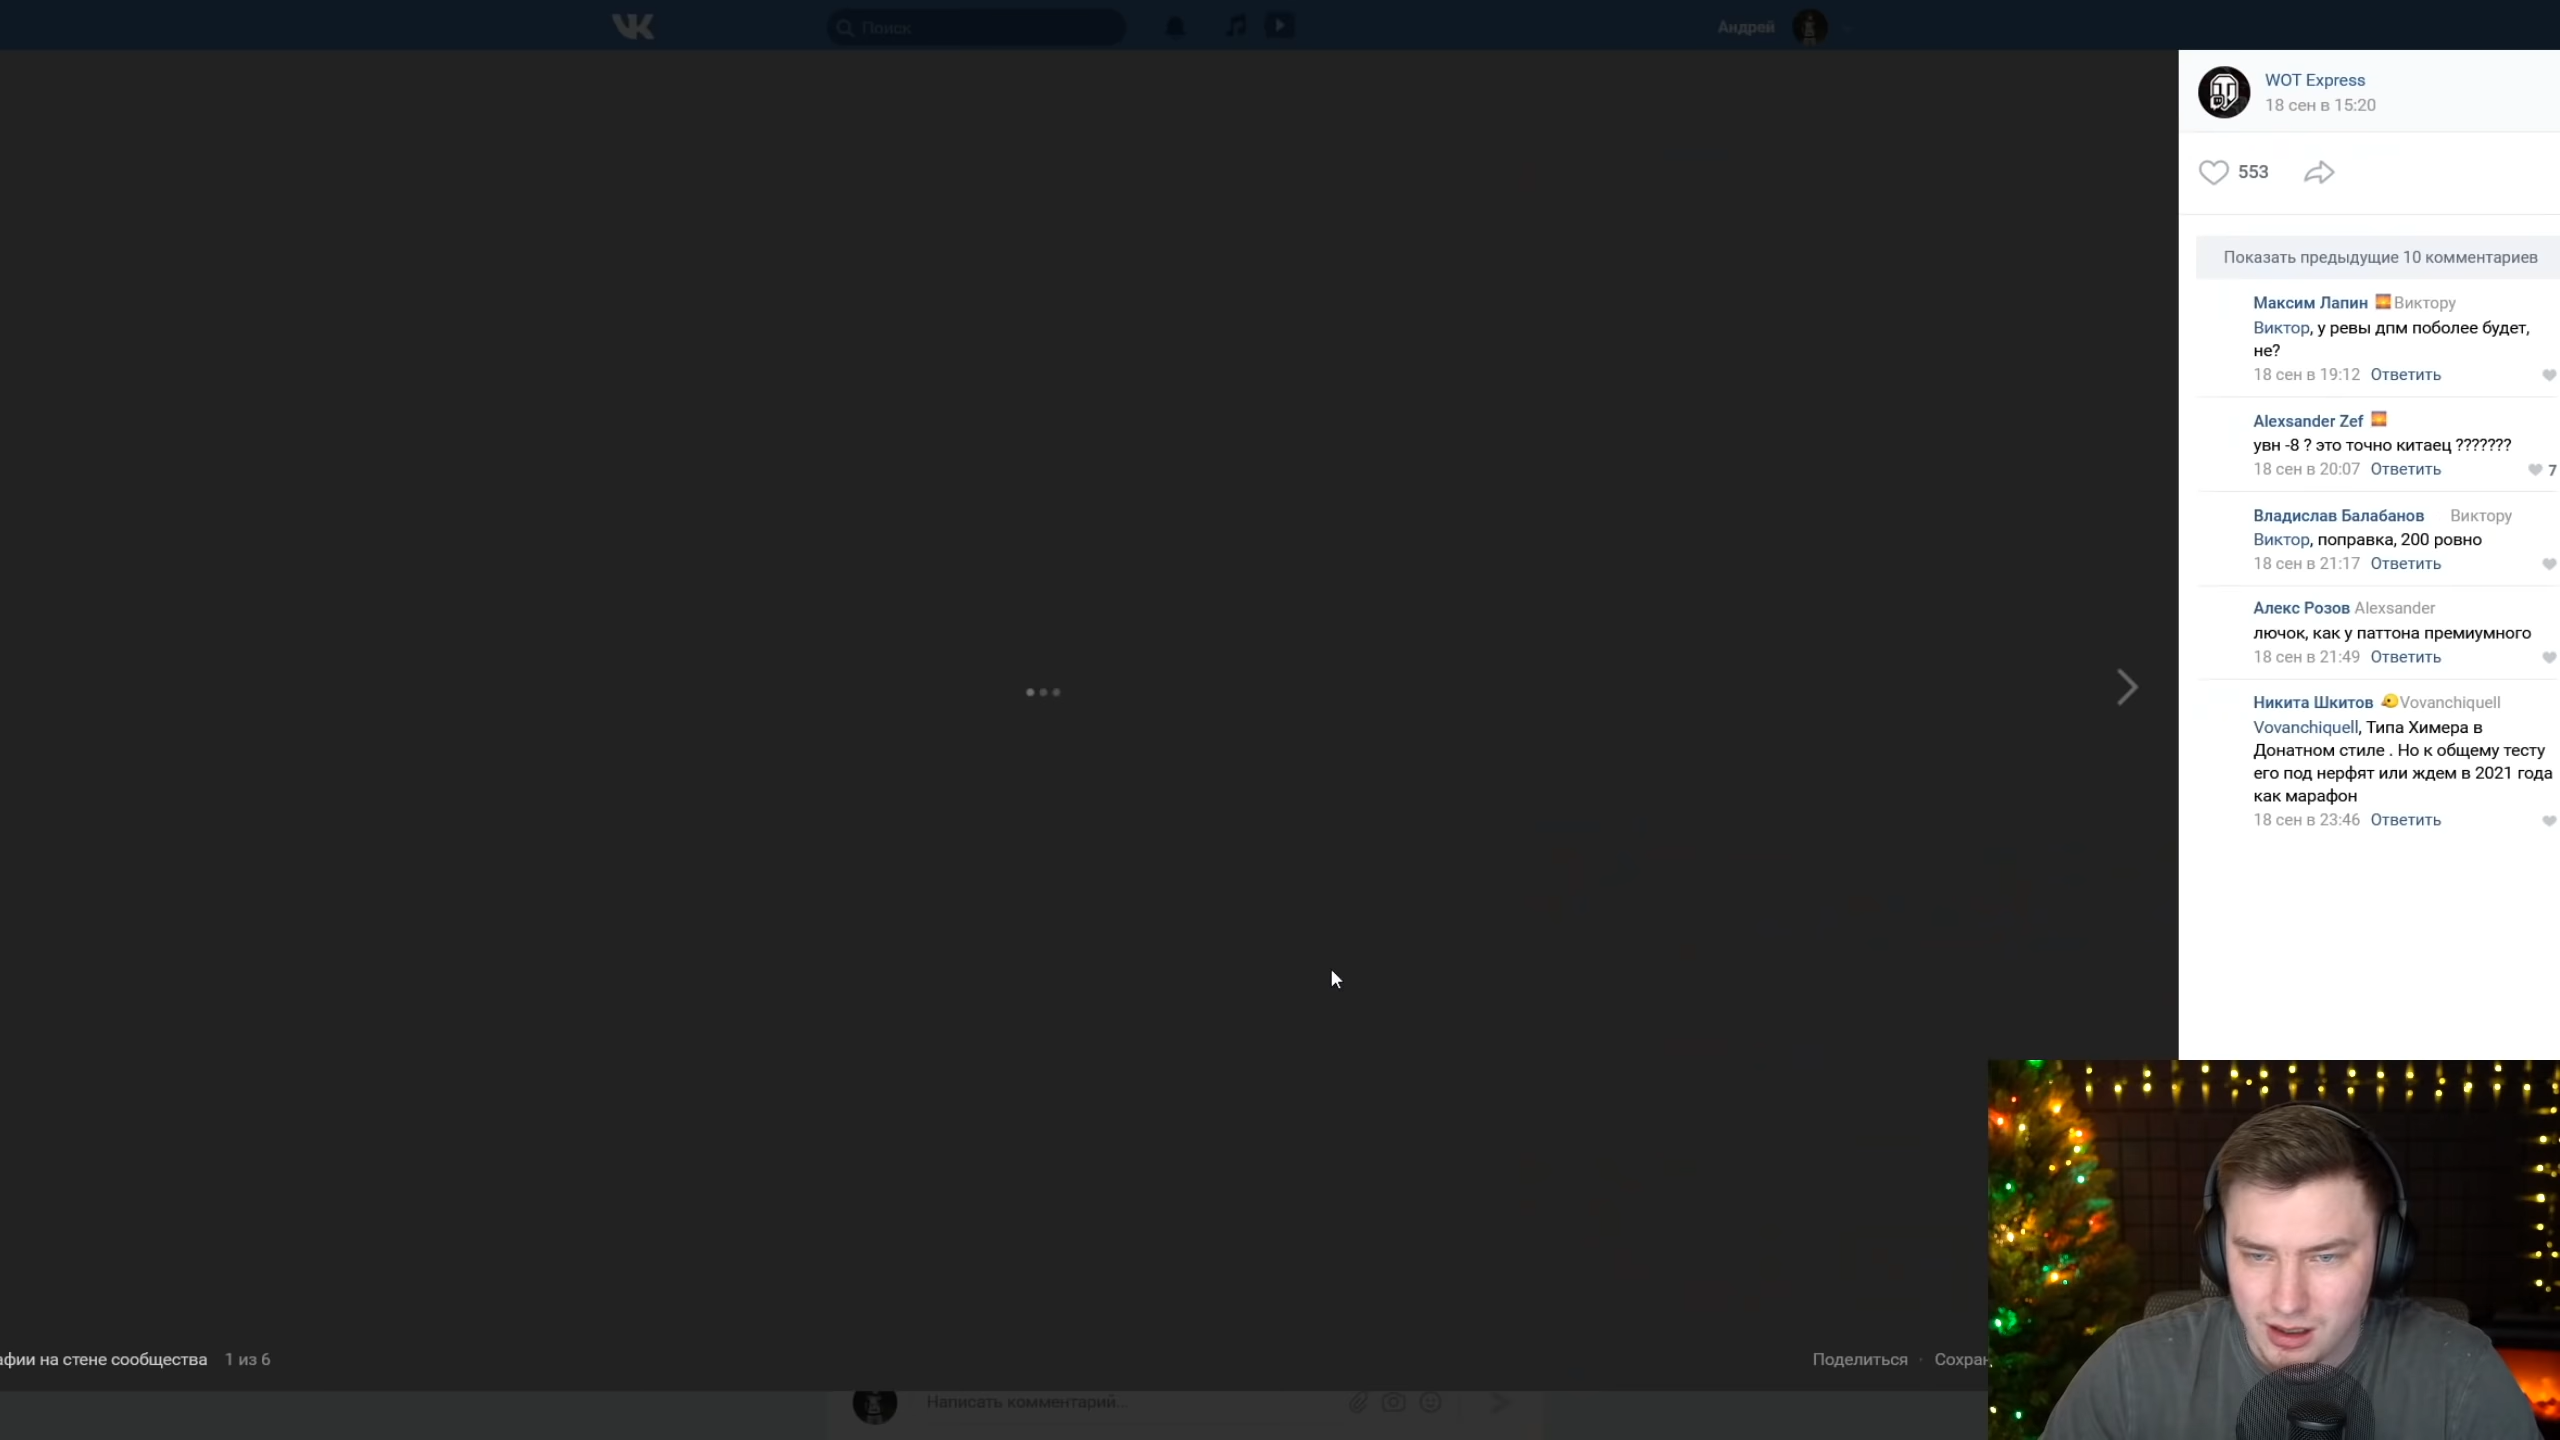 Поиск
Андрей
WOT Express
18 сен в 15:20
553
Показать предыдущие 10 комментариев
Максим Лапин Виктору
Виктор, у ревы дпм поболее будет,
не?
18 сен в 19:12 Ответить
Alexsander Zef
увн -8 ? это точно китаец ???????
18 сен в 20:07 Ответить 7
Владислав Балабанов Виктору
Виктор, поправка, 200 ровно
18 сен в 21:17 Ответить
Алекс Розов Alexsander
лючок, как у паттона премиумного
18 сен в 21:49 Ответить
Никита Шкитов Vovanchiquell
Vovanchiquell, Типа Химера в
Донатном стиле . Но к общему тесту
его под нерфят или ждем в 2021 года
как марафон
18 сен в 23:46 Ответить
афии на стене сообщества 1 из 6
Поделиться · Сохран
Написать комментарий...